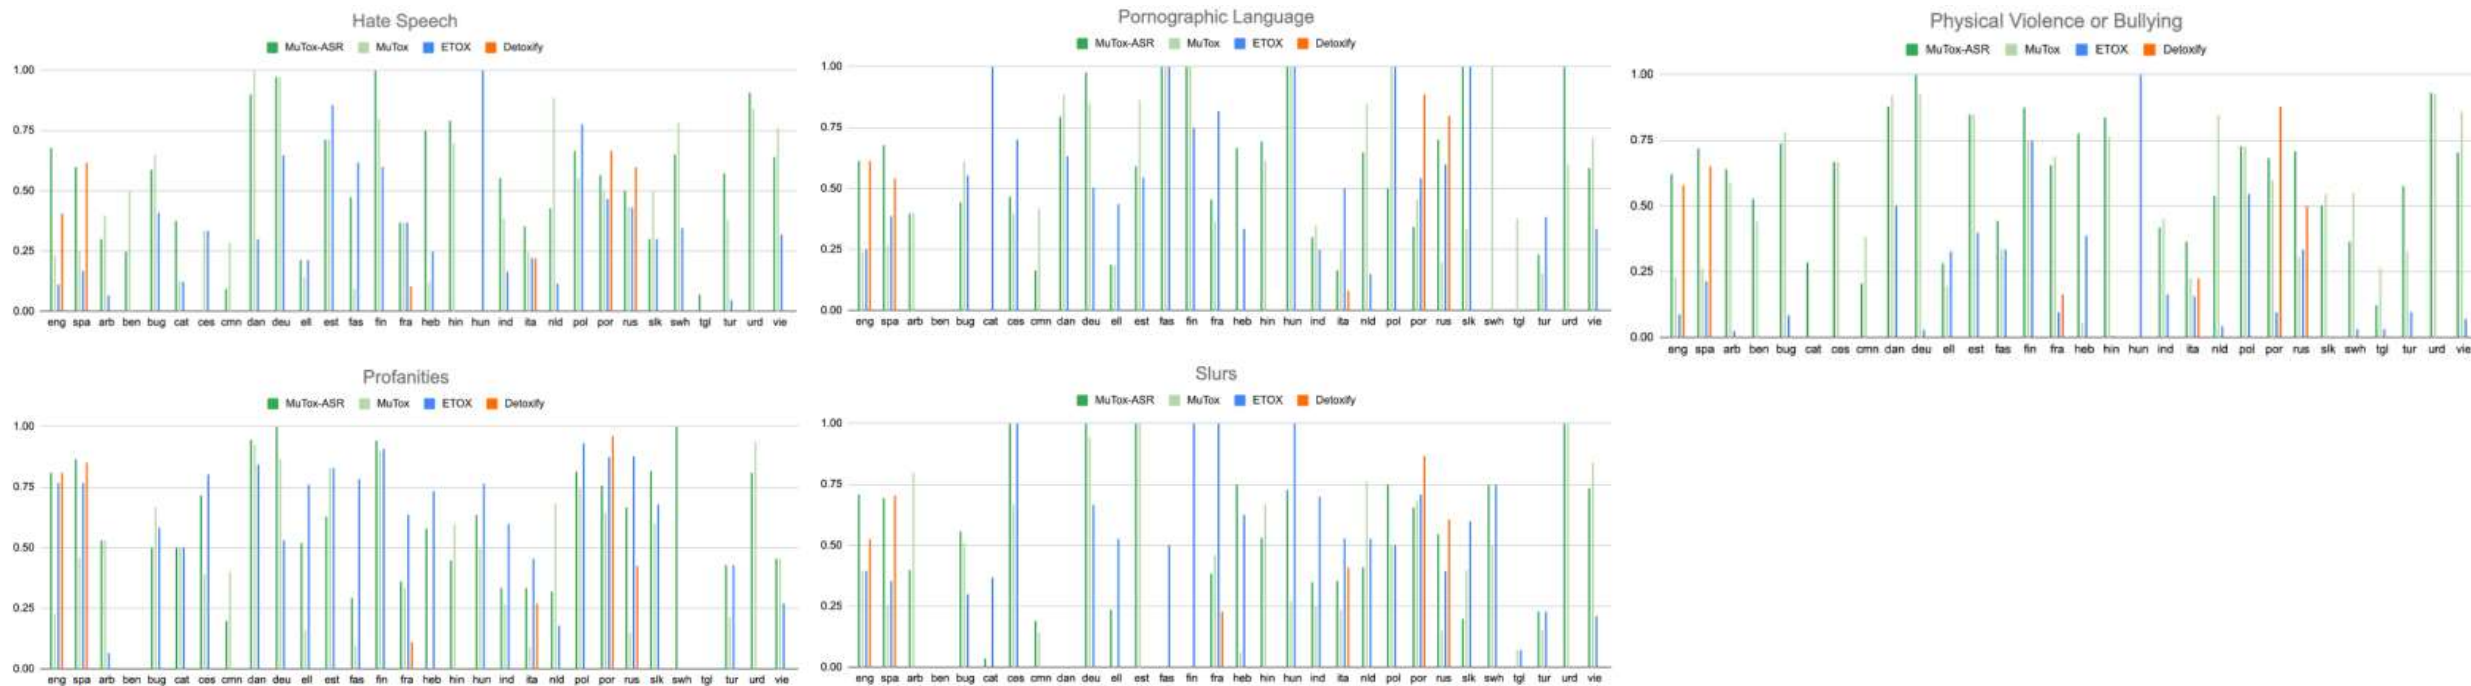 Hate Speech
MuTox-ASR MuTox ETOX Detoxify
1.00
0.75
0.50
0.25
0.00
eng spa arb ben bug cat ces cmn dan deu ell est fas fin fra heb hin hun ind ita nld pol por rus slk swh tgl tur urd vie
Pornographic Language
MuTox-ASR MuTox ETOX Detoxify
1.00
0.75
0.50
0.25
0.00
eng spa arb ben bug cat ces cmn dan deu ell est fas fin fra heb hin hun ind ita nld pol por rus slk swh tgl tur urd vie
Physical Violence or Bullying
MuTox-ASR MuTox ETOX Detoxify
1.00
0.75
0.50
0.25
0.00
eng spa arb ben bug cat ces cmn dan deu ell est fas fin fra heb hin hun ind ita nld pol por rus slk swh tgl tur urd vie
Profanities
MuTox-ASR MuTox ETOX Detoxify
1.00
0.75
0.50
0.25
0.00
eng spa arb ben bug cat ces cmn dan deu ell est fas fin fra heb hin hun ind ita nld pol por rus slk swh tgl tur urd vie
Slurs
MuTox-ASR MuTox ETOX Detoxify
1.00
0.75
0.50
0.25
0.00
eng spa arb ben bug cat ces cmn dan deu ell est fas fin fra heb hin hun ind ita nld pol por rus slk swh tgl tur urd vie